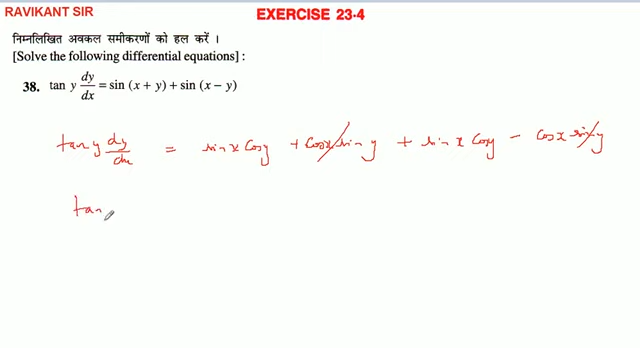 RAVIKANT SIR
EXERCISE 23·4
निम्नलिखित अवकल समीकरणों को हल करें ।
[Solve the following differential equations] :
38. tan y dy/dx = sin (x + y) + sin (x − y)
tan y dy/dx = sin x cos y + cos x sin y + sin x cos y − cos x sin y
tan